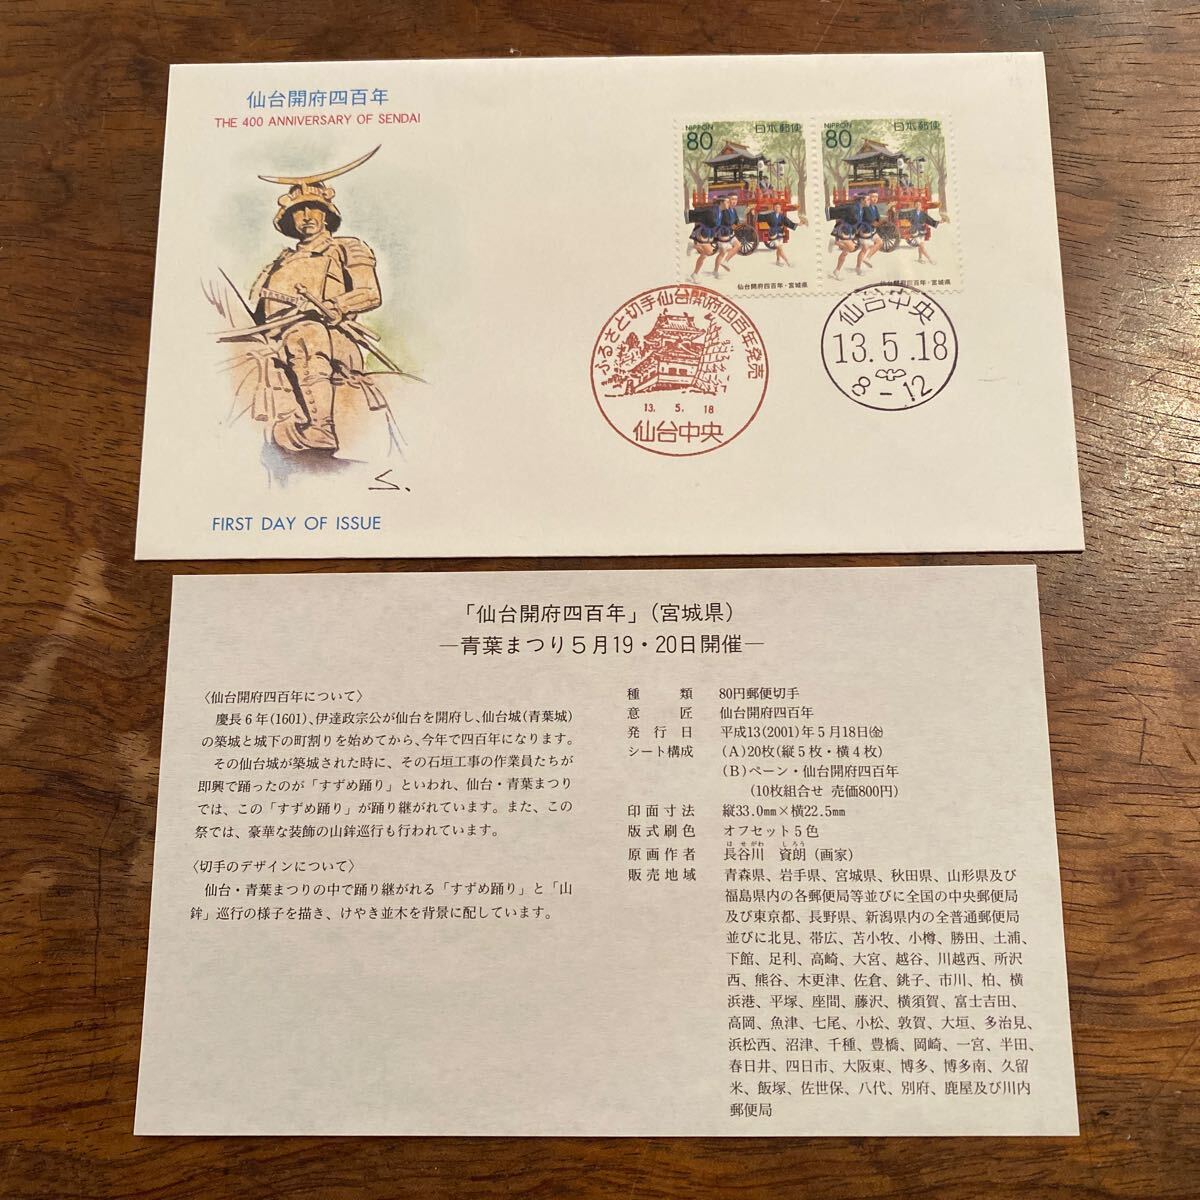 仙台開府四百年
THE 400 ANNIVERSARY OF SENDAI
FIRST DAY OF ISSUE
NIPPON
80
日本郵便
仙台開府四百年・宮城県
NIPPON
80
日本郵便
仙台開府四百年・宮城県
ふるさと切手仙台開府四百年発売
13. 5. 18
仙台中央
仙台中央
13.5.18
8-12
「仙台開府四百年」(宮城県)
―青葉まつり5月19・20日開催―
〈仙台開府四百年について〉
慶長6年(1601)、伊達政宗公が仙台を開府し、仙台城(青葉城)
の築城と城下の町割りを始めてから、今年で四百年になります。
その仙台城が築城された時に、その石垣工事の作業員たちが
即興で踊ったのが「すずめ踊り」といわれ、仙台・青葉まつり
では、この「すずめ踊り」が踊り継がれています。また、この
祭では、豪華な装飾の山鉾巡行も行われています。
〈切手のデザインについて〉
仙台・青葉まつりの中で踊り継がれる「すずめ踊り」と「山
鉾」巡行の様子を描き、けやき並木を背景に配しています。
種類 80円郵便切手
意匠 仙台開府四百年
発行日 平成13(2001)年5月18日㈮
シート構成 (A)20枚(縦5枚・横4枚)
(B)ペーン・仙台開府四百年
(10枚組合せ 売価800円)
印面寸法 縦33.0㎜×横22.5㎜
版式刷色 オフセット5色
はせがわ しろう
原画作者 長谷川 資朗(画家)
販売地域 青森県、岩手県、宮城県、秋田県、山形県及び
福島県内の各郵便局等並びに全国の中央郵便局
及び東京都、長野県、新潟県内の全普通郵便局
並びに北見、帯広、苫小牧、小樽、勝田、土浦、
下館、足利、高崎、大宮、越谷、川越西、所沢
西、熊谷、木更津、佐倉、銚子、市川、柏、横
浜港、平塚、座間、藤沢、横須賀、富士吉田、
高岡、魚津、七尾、小松、敦賀、大垣、多治見、
浜松西、沼津、千種、豊橋、岡崎、一宮、半田、
春日井、四日市、大阪東、博多、博多南、久留
米、飯塚、佐世保、八代、別府、鹿屋及び川内
郵便局